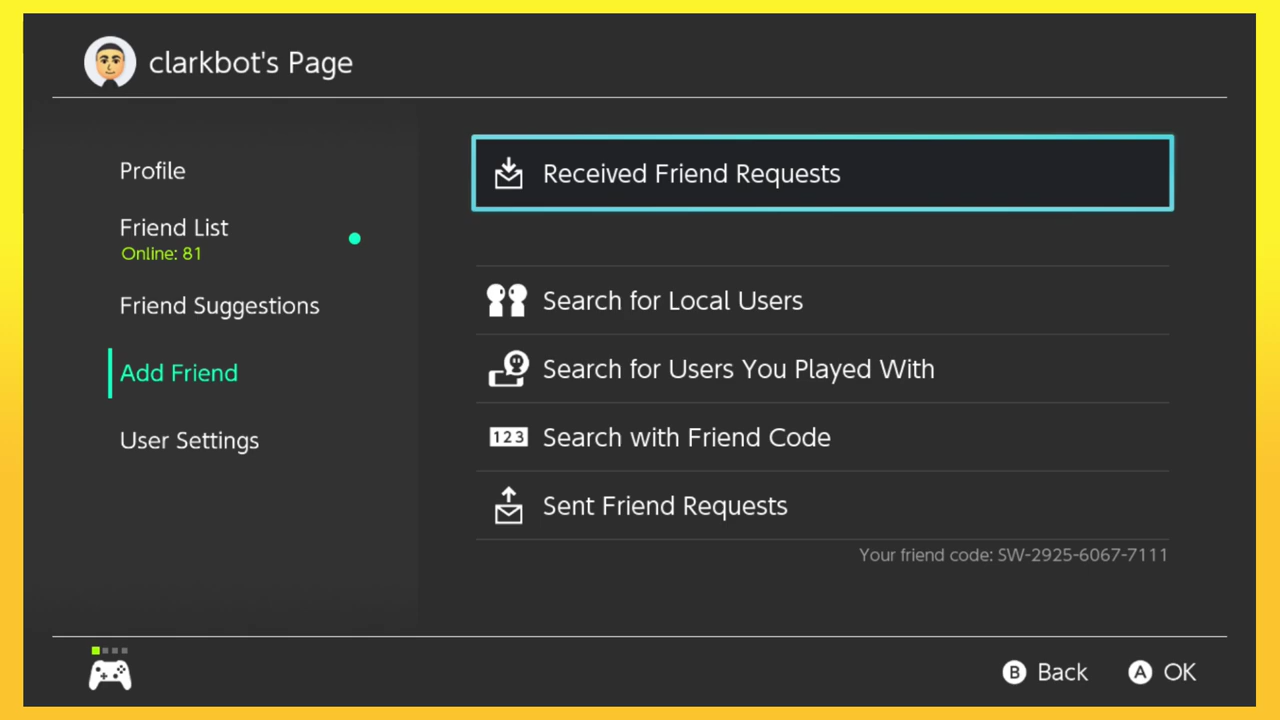 clarkbot's Page
Profile
Friend List
Online: 81
Friend Suggestions
Add Friend
User Settings
Received Friend Requests
Search for Local Users
Search for Users You Played With
123 Search with Friend Code
Sent Friend Requests
Your friend code: SW-2925-6067-7111
B Back A OK